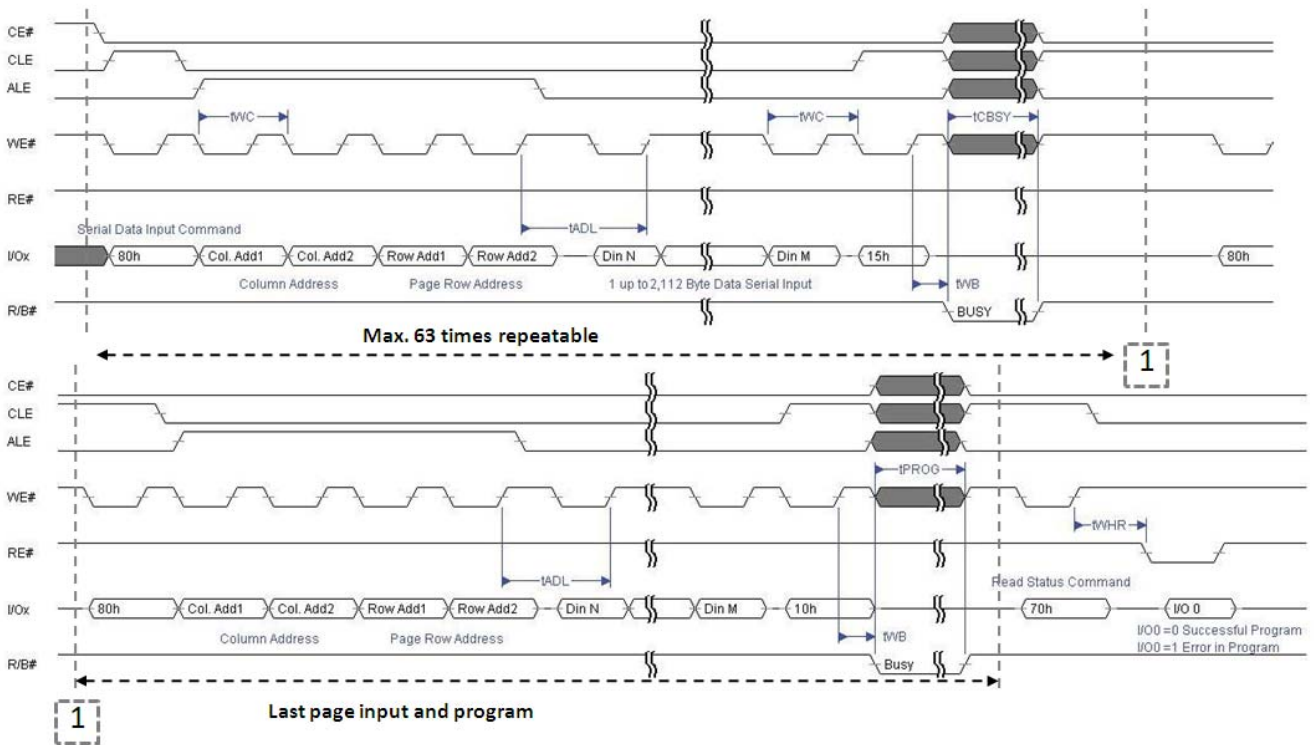 CE#
CLE
ALE
tWC
tWC
tCBSY
WE#
RE#
tADL
Serial Data Input Command
I/Ox
80h
Col. Add1
Col. Add2
Row Add1
Row Add2
Din N
Din M
15h
80h
Column Address
Page Row Address
1 up to 2,112 Byte Data Serial Input
tWB
R/B#
BUSY
Max. 63 times repeatable
1
CE#
CLE
ALE
tPROG
WE#
tWHR
RE#
tADL
Read Status Command
I/Ox
80h
Col. Add1
Col. Add2
Row Add1
Row Add2
Din N
Din M
10h
70h
I/O 0
Column Address
Page Row Address
tWB
I/O0 =0 Successful Program
I/O0 =1 Error in Program
R/B#
Busy
1
Last page input and program